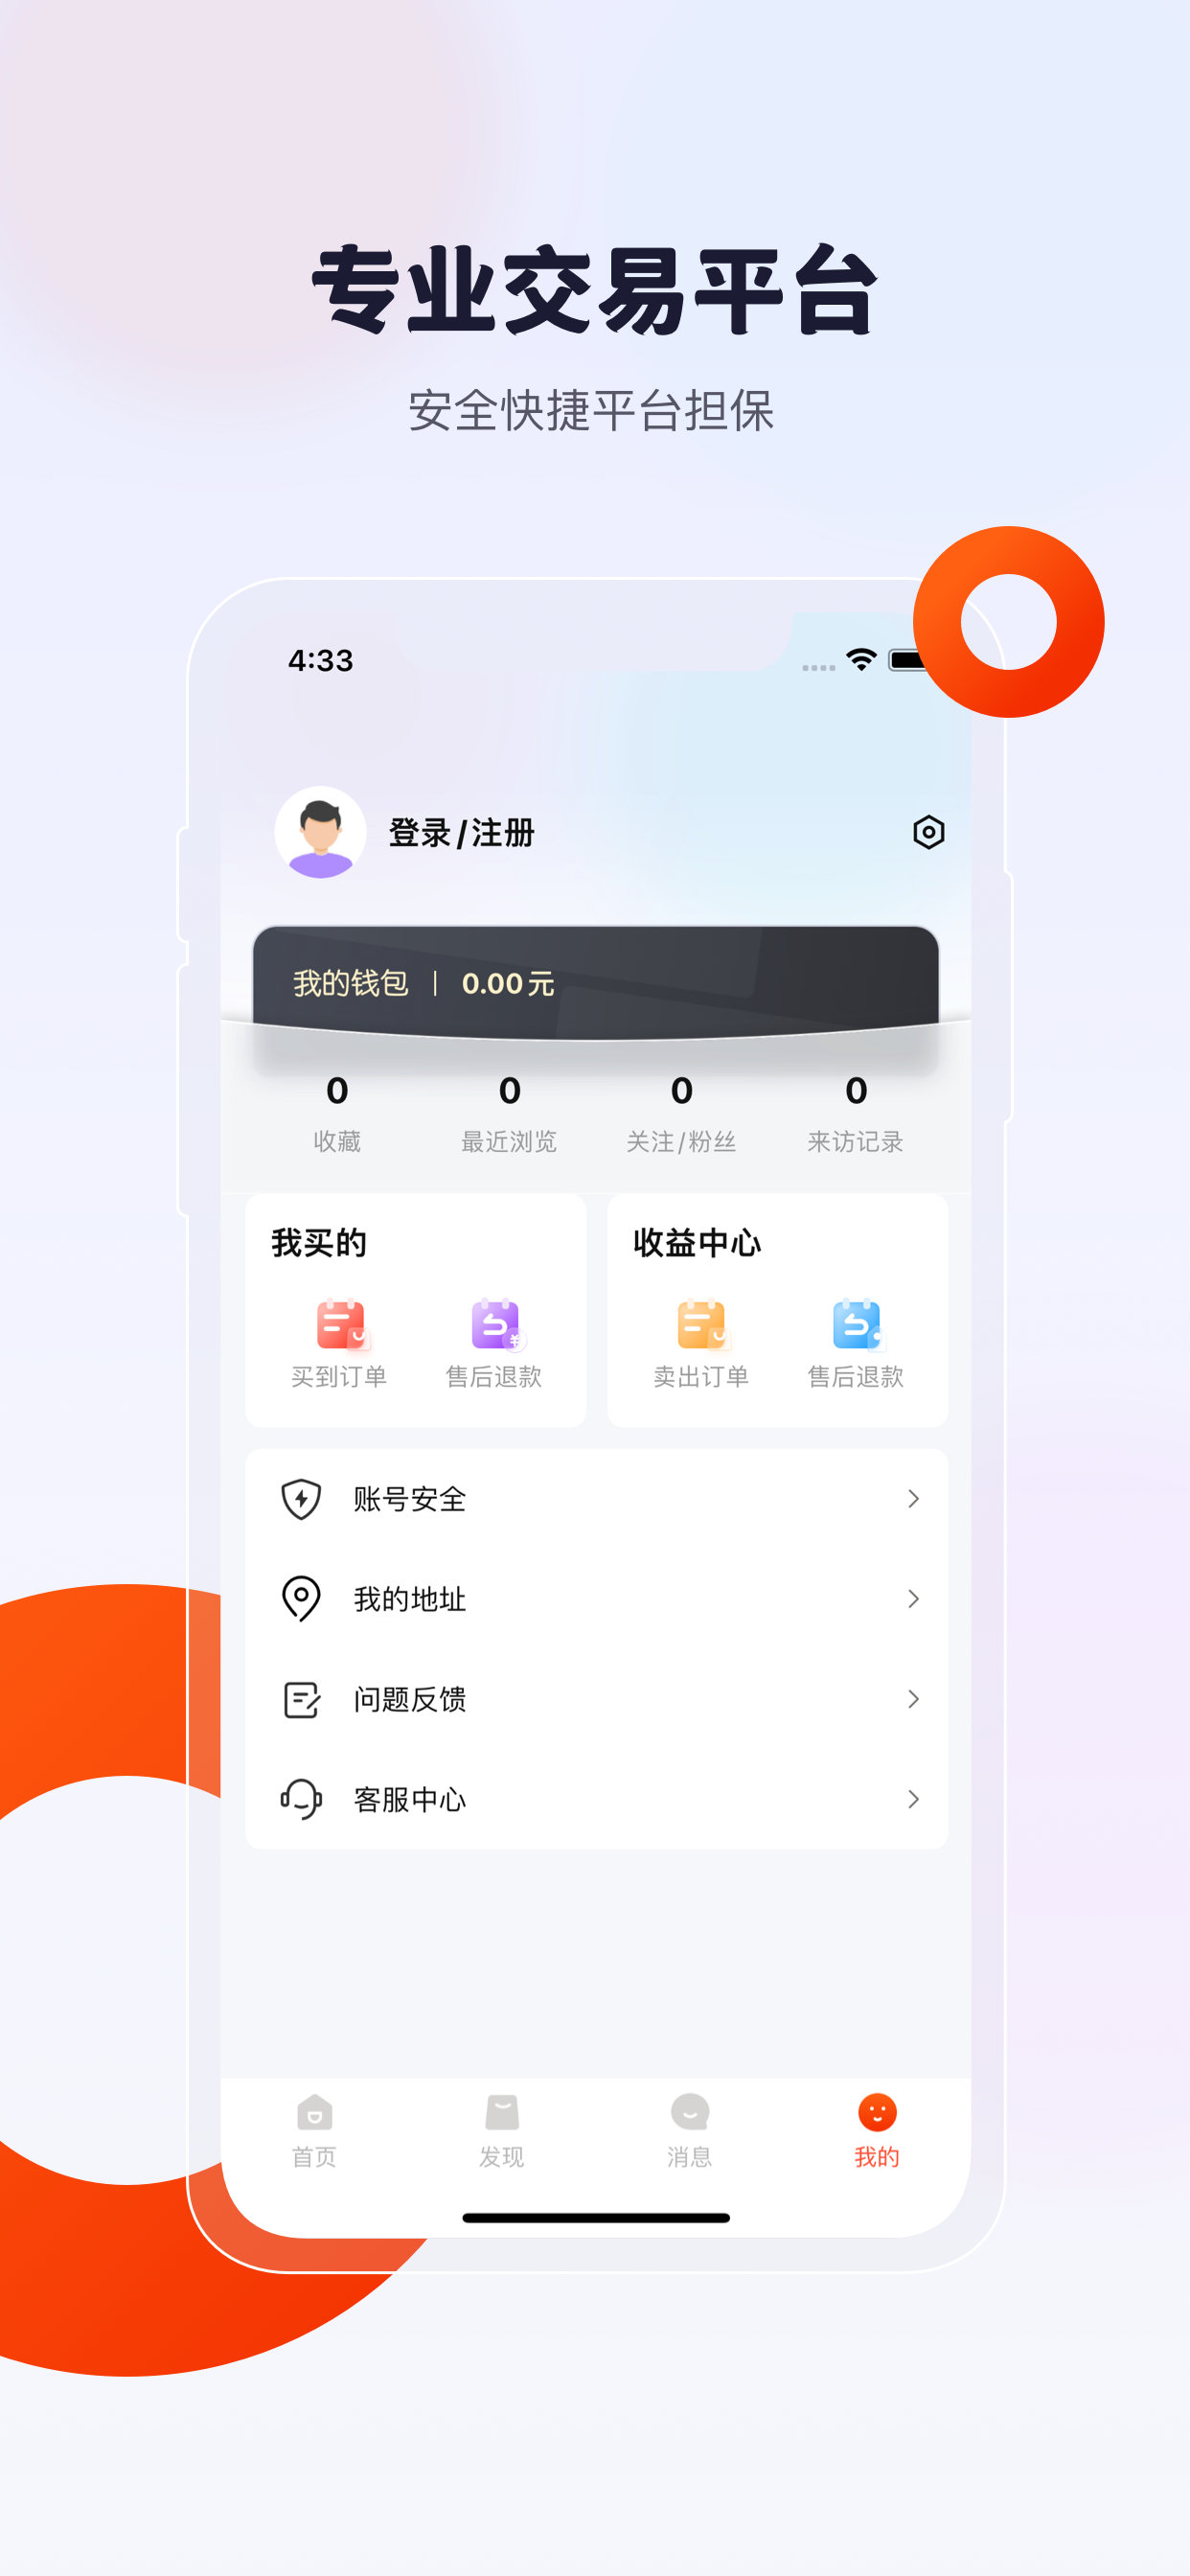 专业交易平台
安全快捷平台担保
4:33
登录/注册
我的钱包 | 0.00元
0 0 0 0
收藏 最近浏览 关注/粉丝 来访记录
我买的 收益中心
买到订单 售后退款 卖出订单 售后退款
账号安全
我的地址
问题反馈
客服中心
首页 发现 消息 我的